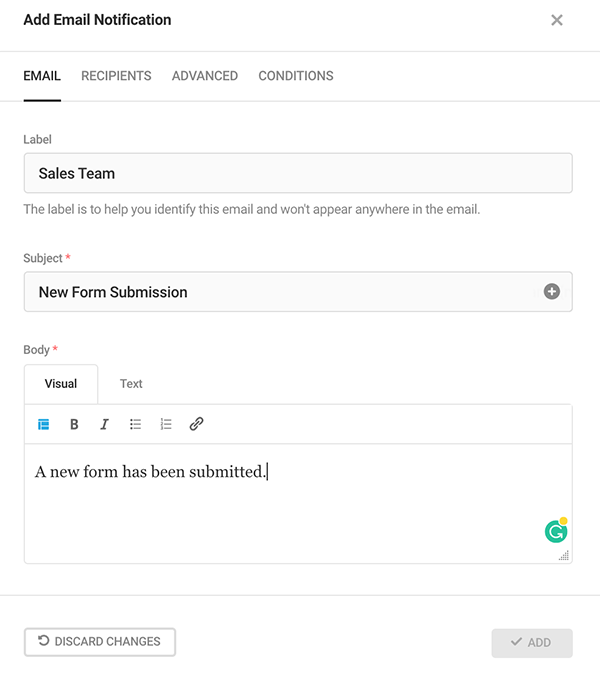 Add Email Notification
EMAIL RECIPIENTS ADVANCED CONDITIONS
Label
Sales Team
The label is to help you identify this email and won't appear anywhere in the email.
Subject *
New Form Submission
Body *
Visual Text
B I
A new form has been submitted.
DISCARD CHANGES ADD